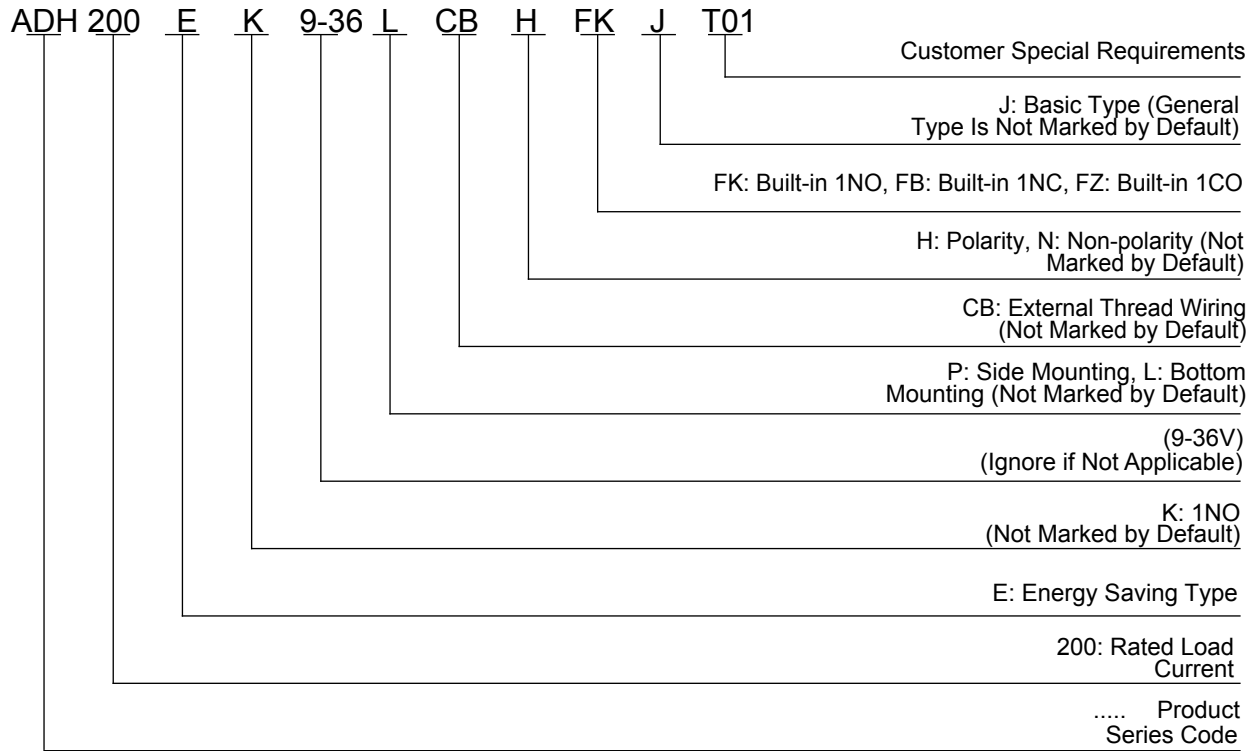 ADH 200 E K 9-36 L CB H FK J T01
Customer Special Requirements
J: Basic Type (General
Type Is Not Marked by Default)
FK: Built-in 1NO, FB: Built-in 1NC, FZ: Built-in 1CO
H: Polarity, N: Non-polarity (Not
Marked by Default)
CB: External Thread Wiring
(Not Marked by Default)
P: Side Mounting, L: Bottom
Mounting (Not Marked by Default)
(9-36V)
(Ignore if Not Applicable)
K: 1NO
(Not Marked by Default)
E: Energy Saving Type
200: Rated Load
Current
..... Product
Series Code